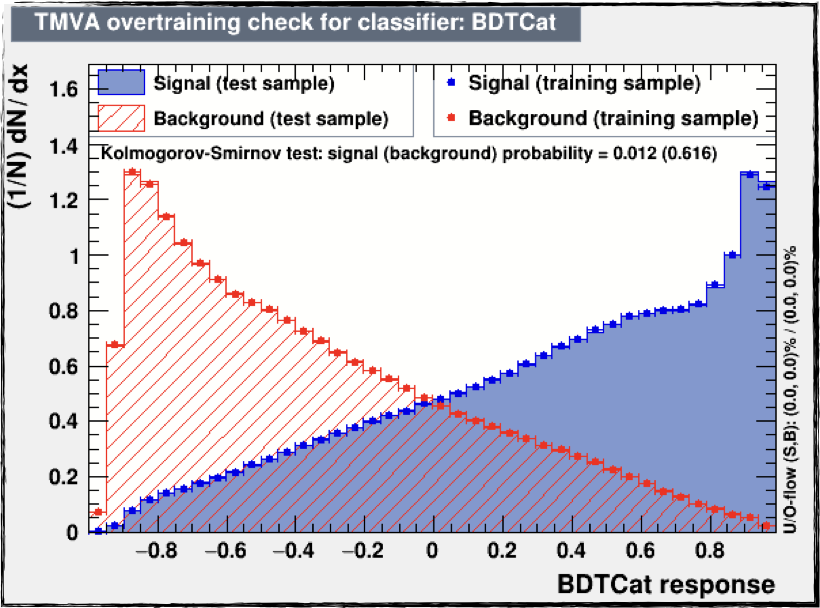 TMVA overtraining check for classifier: BDTCat
(1/N) dN/dx
Signal (test sample)
Background (test sample)
Signal (training sample)
Background (training sample)
Kolmogorov-Smirnov test: signal (background) probability = 0.012 (0.616)
1.6
1.4
1.2
1
0.8
0.6
0.4
0.2
0
−0.8 −0.6 −0.4 −0.2 0 0.2 0.4 0.6 0.8
BDTCat response
U/O-flow (S,B): (0.0, 0.0)% / (0.0, 0.0)%